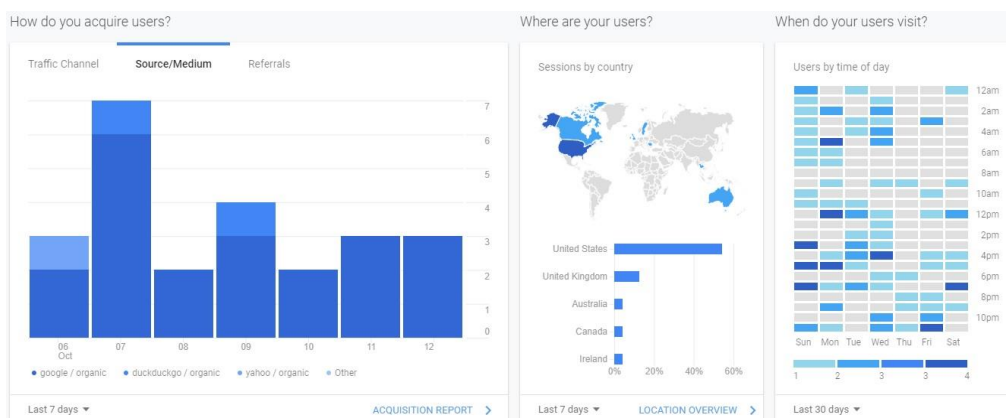 How do you acquire users?
Traffic Channel Source/Medium Referrals
7
6
5
4
3
2
1
0
06 07 08 09 10 11 12
Oct
google / organic duckduckgo / organic yahoo / organic Other
Last 7 days ACQUISITION REPORT
Where are your users?
Sessions by country
United States
United Kingdom
Australia
Canada
Ireland
0% 20% 40% 60%
Last 7 days LOCATION OVERVIEW
When do your users visit?
Users by time of day
12am
2am
4am
6am
8am
10am
12pm
2pm
4pm
6pm
8pm
10pm
Sun Mon Tue Wed Thu Fri Sat
1 2 3 3 4
Last 30 days